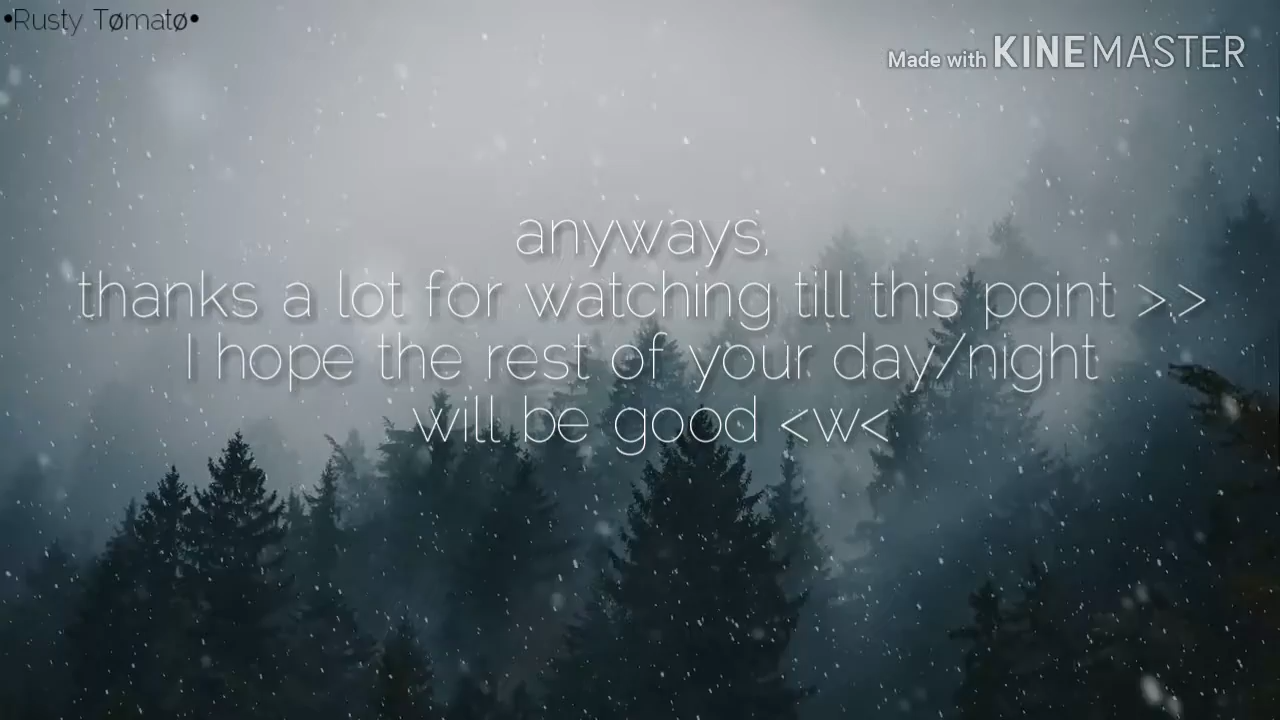 •Rusty Tømatø•
Made with KINEMASTER
anyways,
thanks a lot for watching till this point >.>
I hope the rest of your day/night
will be good <w<